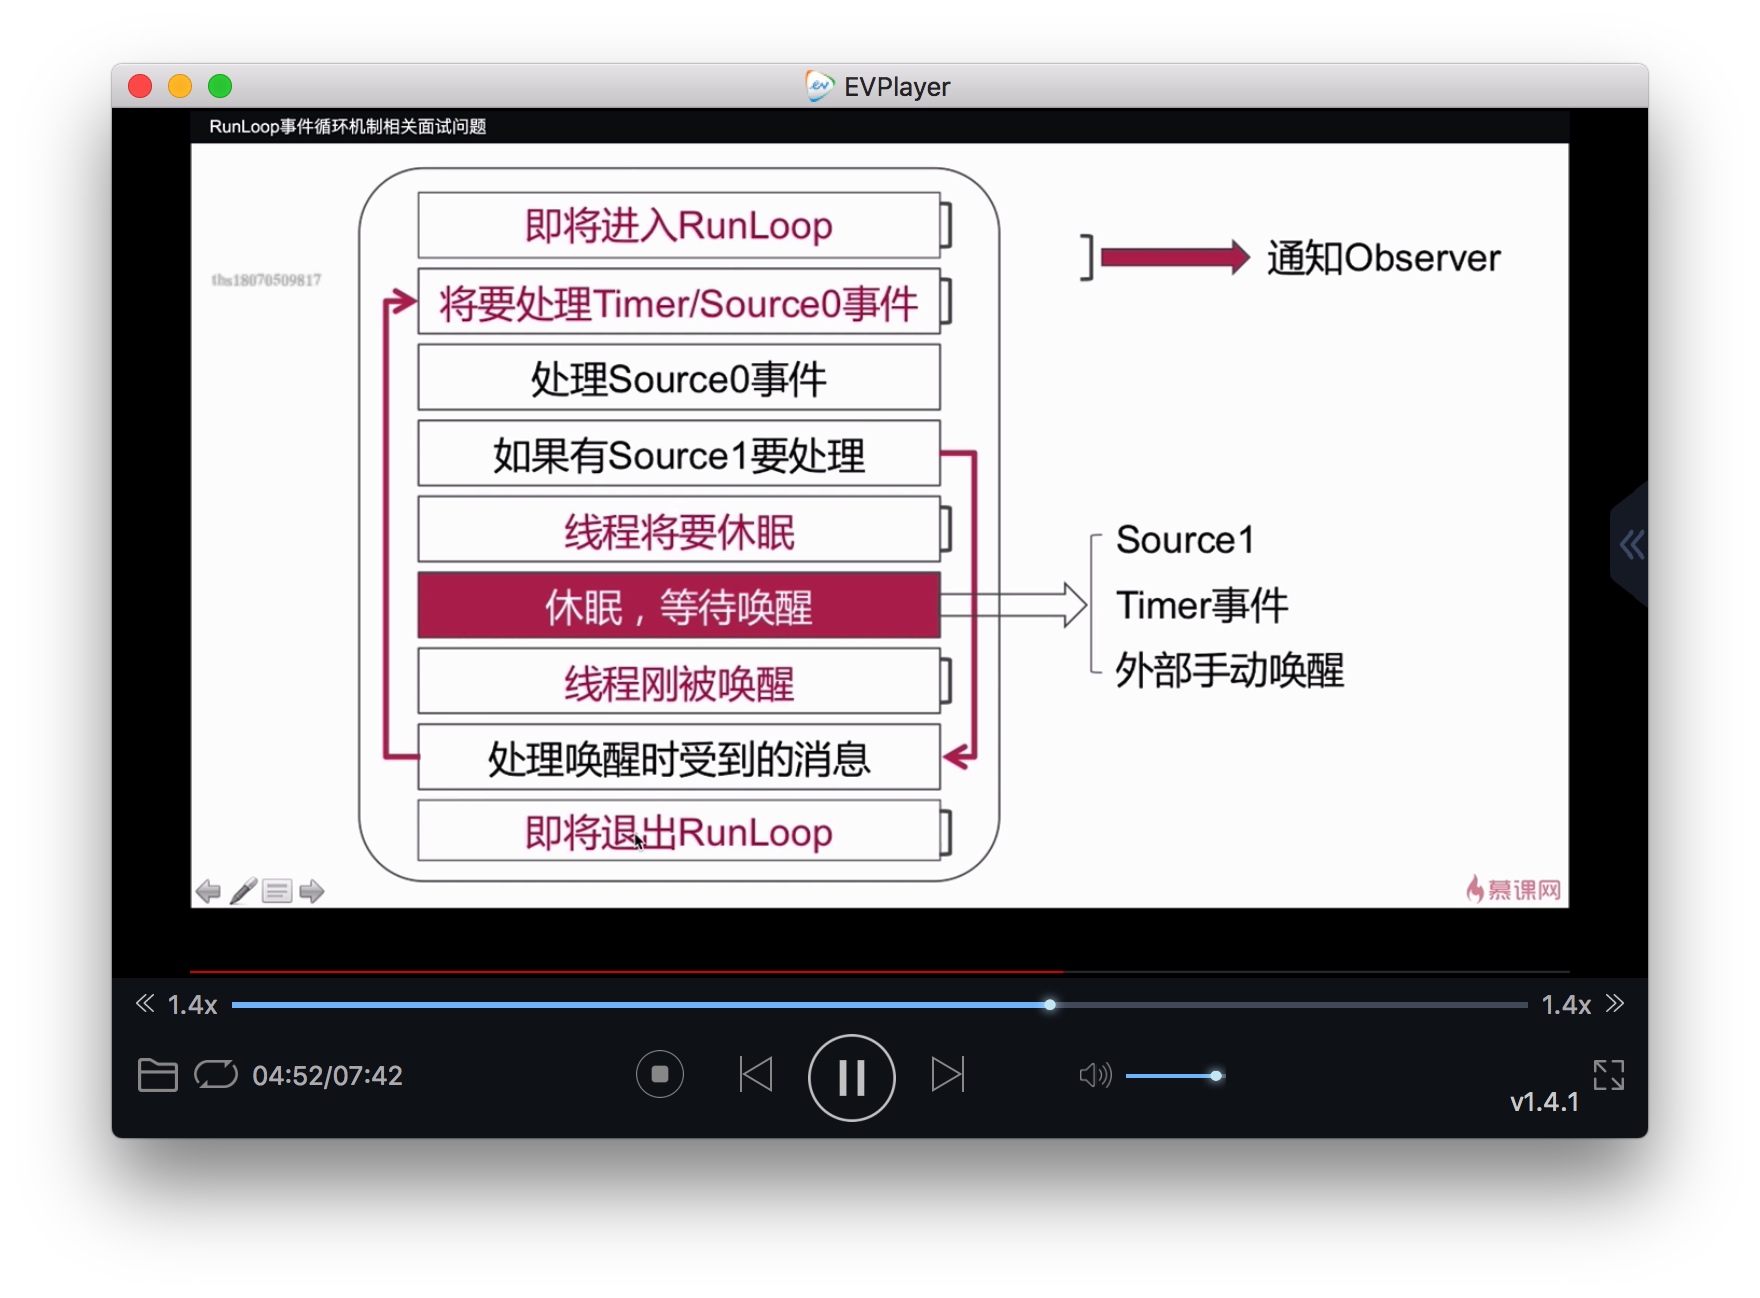 EVPlayer
RunLoop事件循环机制相关面试问题
即将进入RunLoop
通知Observer
ths18070509817
将要处理Timer/Source0事件
处理Source0事件
如果有Source1要处理
线程将要休眠
Source1
休眠，等待唤醒
Timer事件
线程刚被唤醒
外部手动唤醒
处理唤醒时受到的消息
即将退出RunLoop
慕课网
1.4x
1.4x
04:52/07:42
v1.4.1